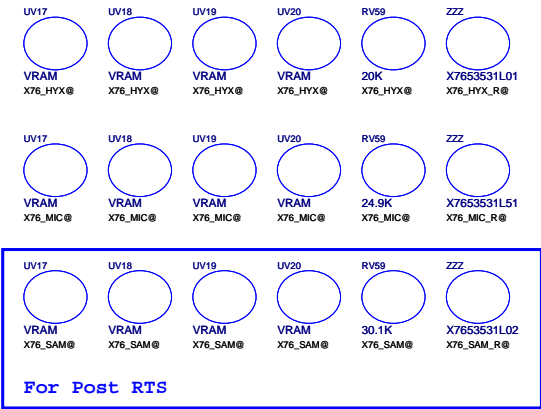 UV17 UV18 UV19 UV20 RV59 ZZZ
VRAM VRAM VRAM VRAM 20K X7653531L01
X76_HYX@ X76_HYX@ X76_HYX@ X76_HYX@ X76_HYX@ X76_HYX_R@
UV17 UV18 UV19 UV20 RV59 ZZZ
VRAM VRAM VRAM VRAM 24.9K X7653531L51
X76_MIC@ X76_MIC@ X76_MIC@ X76_MIC@ X76_MIC@ X76_MIC_R@
UV17 UV18 UV19 UV20 RV59 ZZZ
VRAM VRAM VRAM VRAM 30.1K X7653531L02
X76_SAM@ X76_SAM@ X76_SAM@ X76_SAM@ X76_SAM@ X76_SAM_R@
For Post RTS